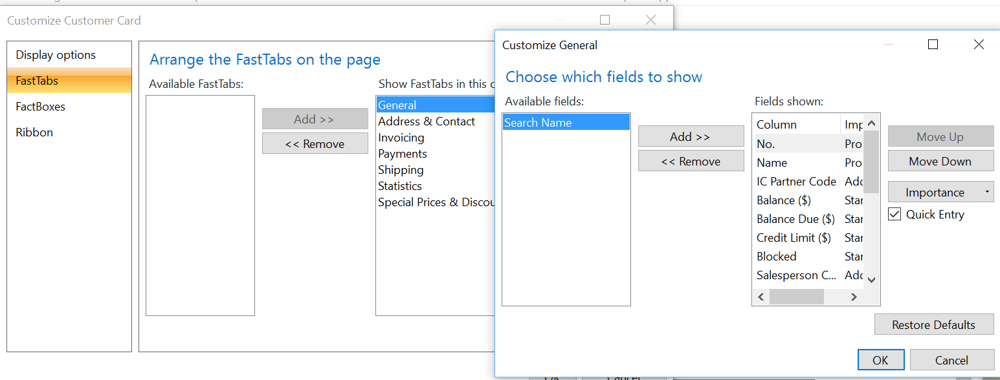 Customize Customer Card
Display options
FastTabs
FactBoxes
Ribbon
Arrange the FastTabs on the page
Available FastTabs:
Add >>
<< Remove
Show FastTabs in this c
General
Address & Contact
Invoicing
Payments
Shipping
Statistics
Special Prices & Discou
Customize General
Choose which fields to show
Available fields:
Search Name
Add >>
<< Remove
Fields shown:
Column Imp
No. Pro
Name Pro
IC Partner Code Add
Balance ($) Star
Balance Due ($) Star
Credit Limit ($) Star
Blocked Star
Salesperson C... Add
Move Up
Move Down
Importance
Quick Entry
Restore Defaults
OK Cancel
OK Cancel